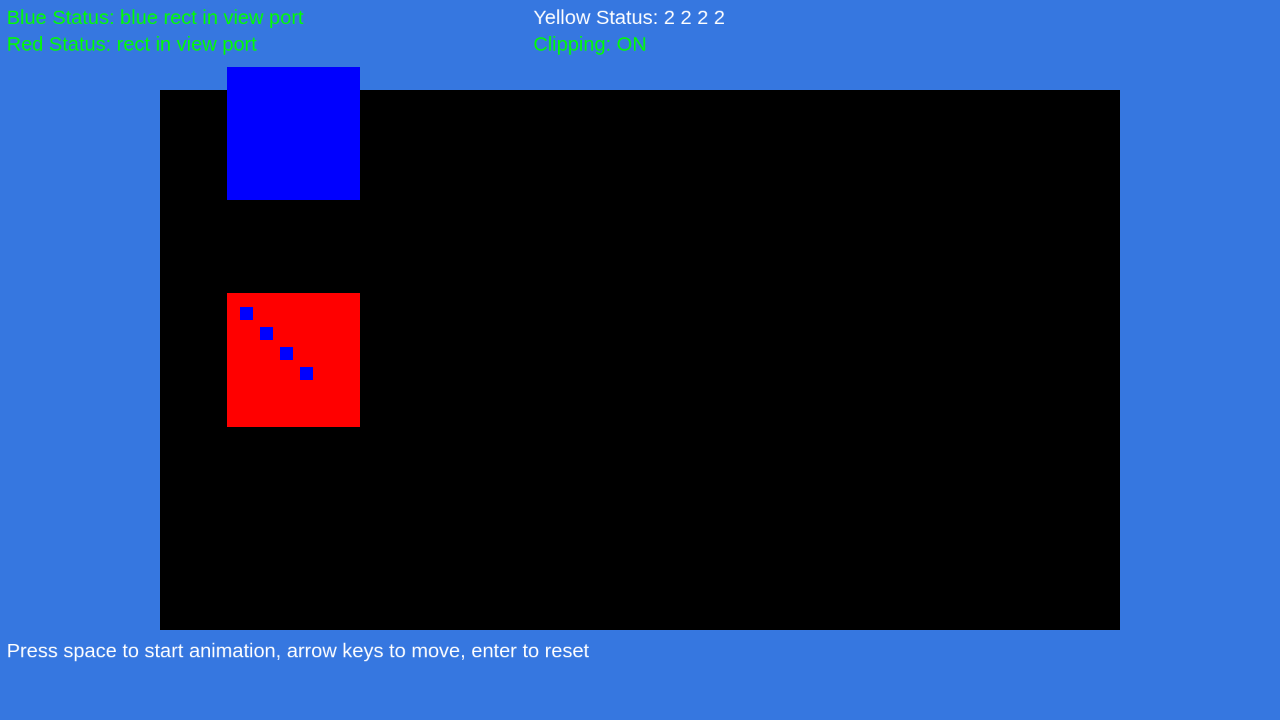 Blue Status: blue rect in view port
Yellow Status: 2 2 2 2
Red Status: rect in view port
Clipping: ON
Press space to start animation, arrow keys to move, enter to reset